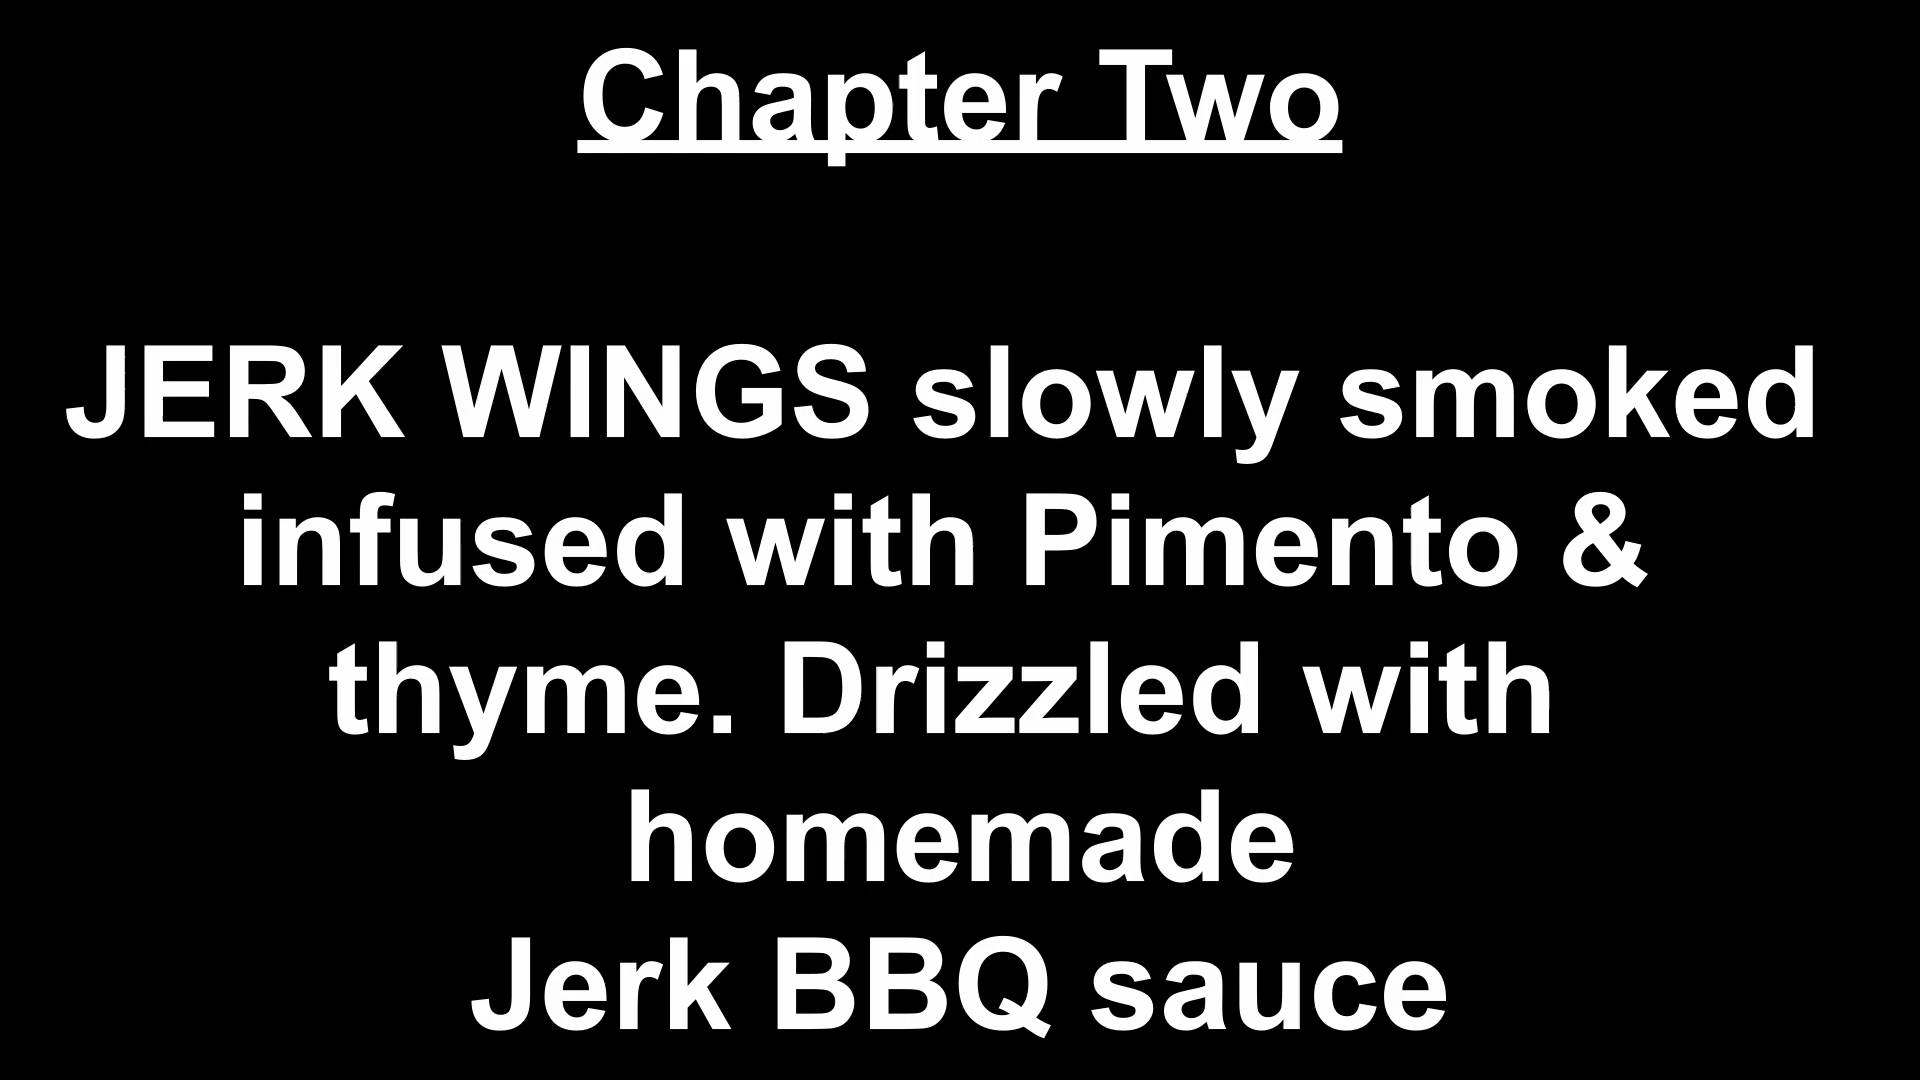 Chapter Two
JERK WINGS slowly smoked
infused with Pimento &
thyme. Drizzled with
homemade
Jerk BBQ sauce